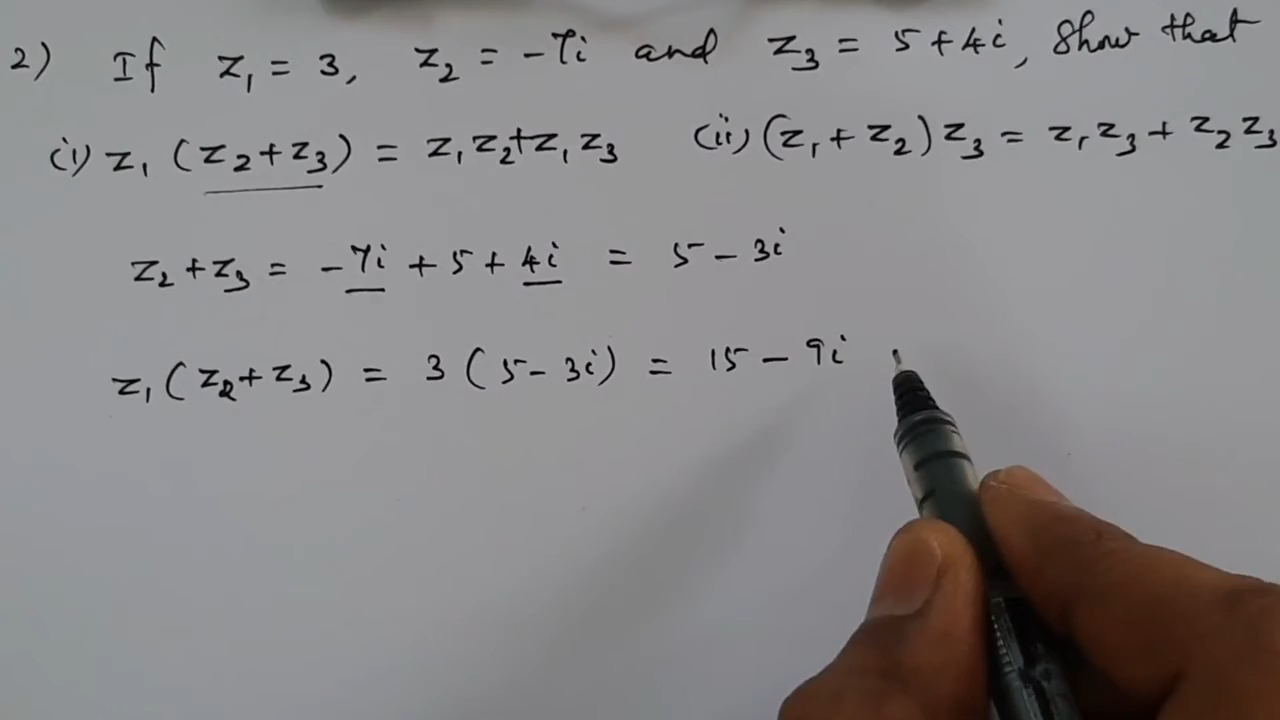 2) If z₁ = 3, z₂ = -7i and z₃ = 5 + 4i, Show that
(i) z₁ (z₂+z₃) = z₁z₂+z₁z₃ (ii) (z₁ + z₂) z₃ = z₁z₃ + z₂z₃
z₂ + z₃ = -7i + 5 + 4i = 5 - 3i
z₁ (z₂+z₃) = 3 (5 - 3i) = 15 - 9i